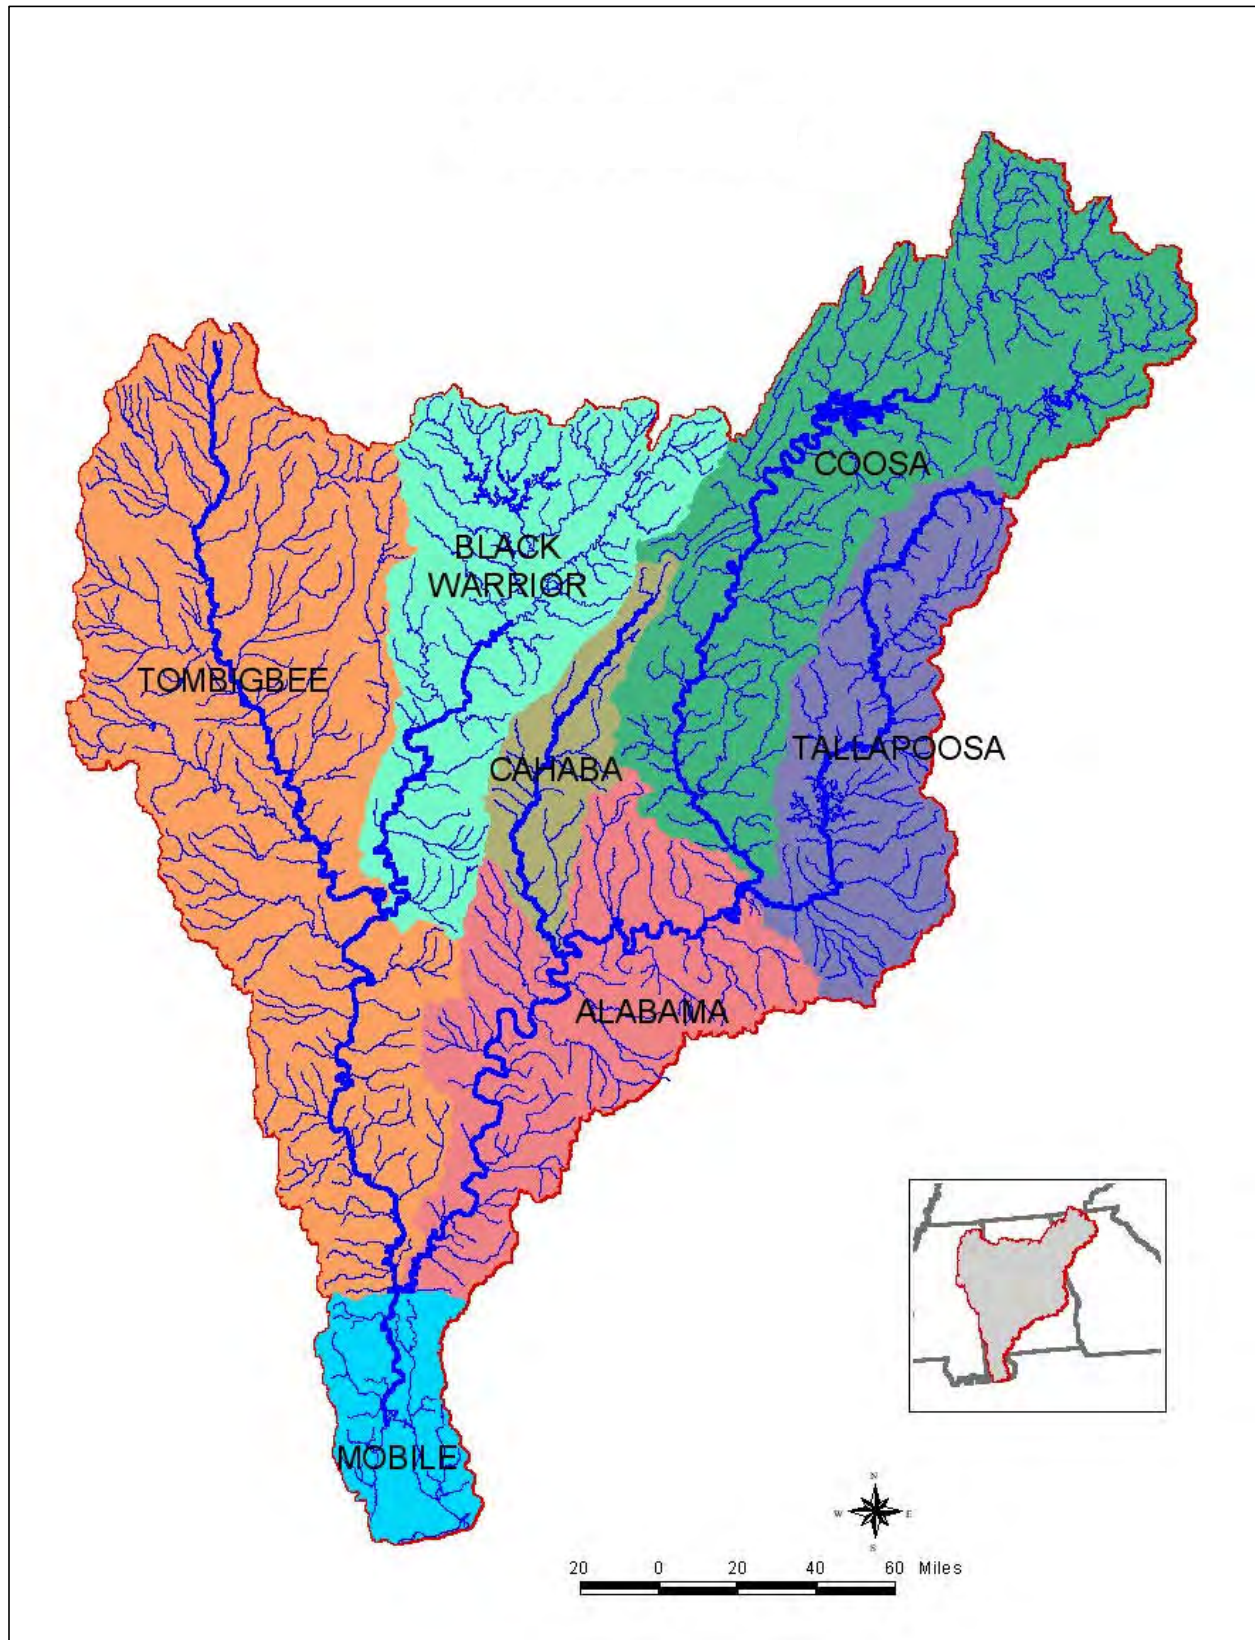 COOSA
BLACK
WARRIOR
TOMBIGBEE
TALLAPOOSA
CAHABA
ALABAMA
MOBILE
N
W E
S
20 0 20 40 60 Miles